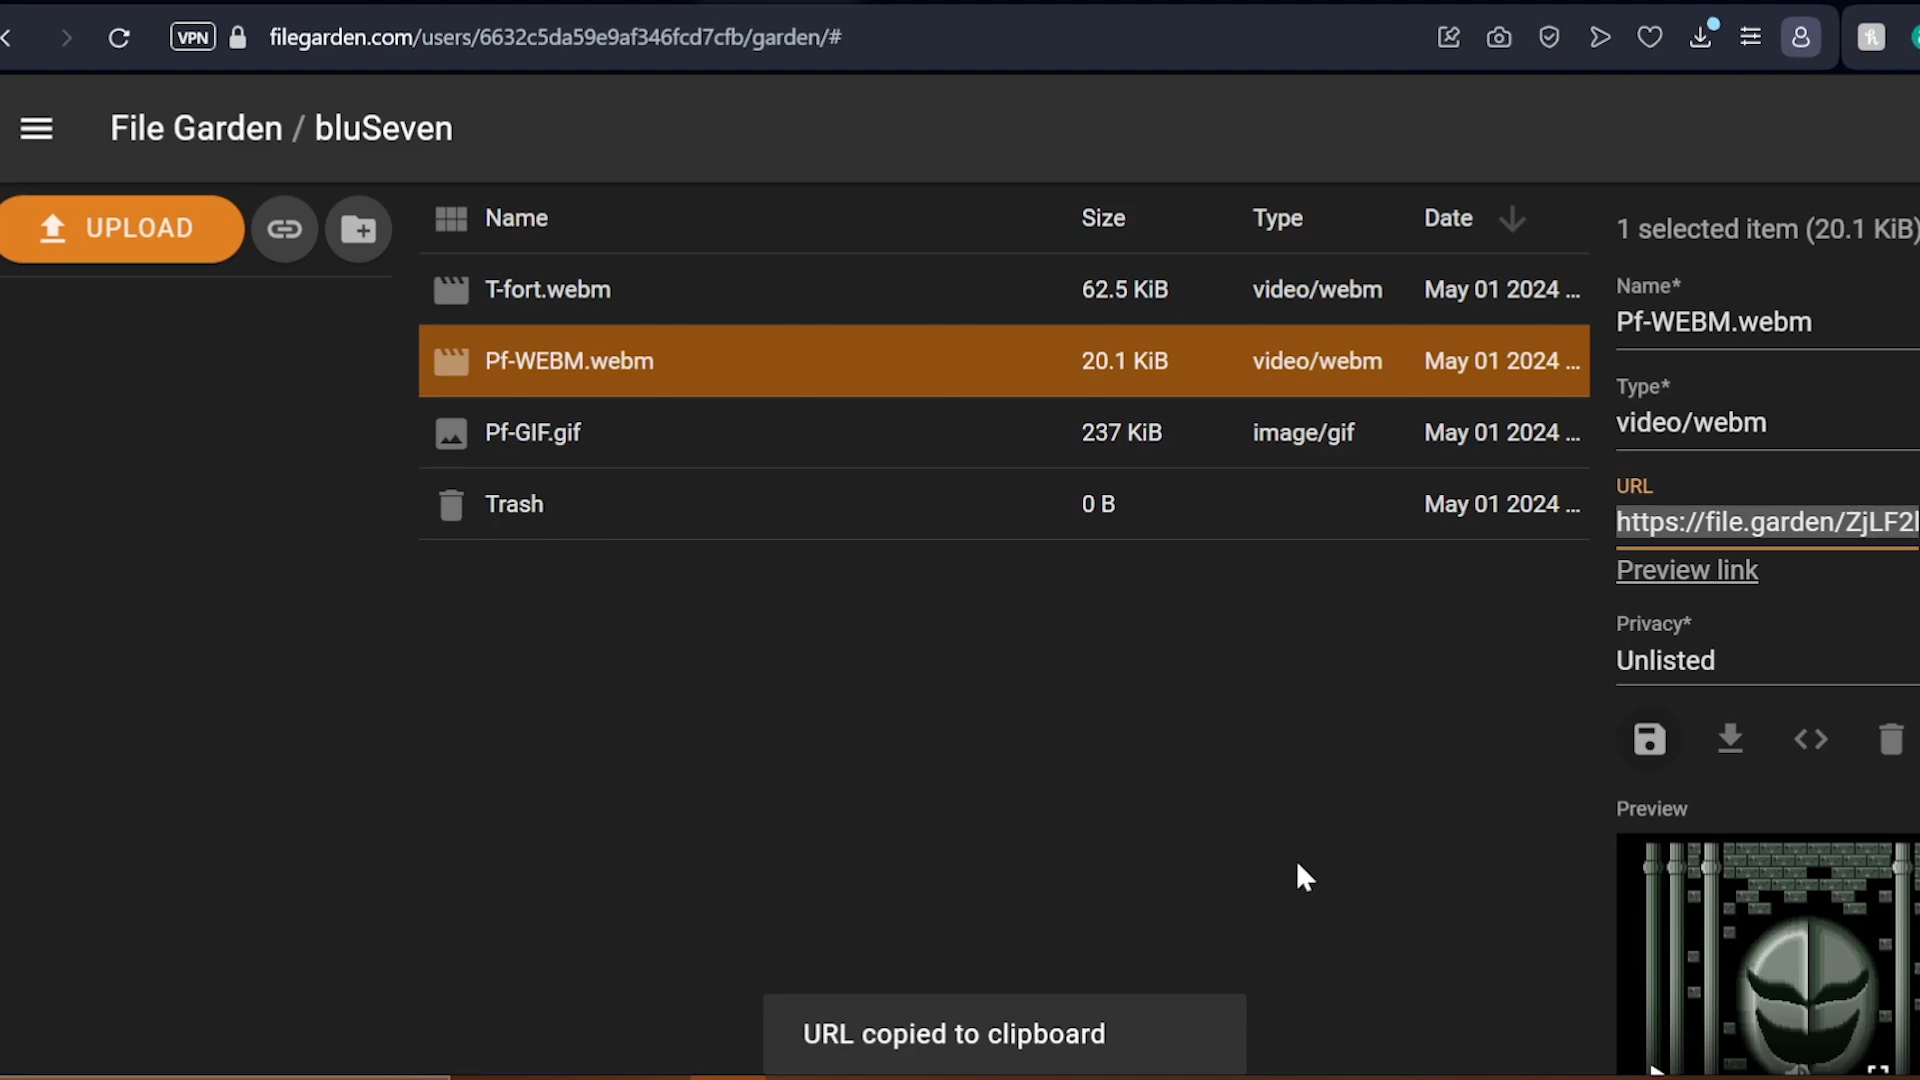 VPN filegarden.com/users/6632c5da59e9af346fcd7cfb/garden/#
File Garden / bluSeven
UPLOAD
Name Size Type Date
T-fort.webm 62.5 KiB video/webm May 01 2024 ...
Pf-WEBM.webm 20.1 KiB video/webm May 01 2024 ...
Pf-GIF.gif 237 KiB image/gif May 01 2024 ...
Trash 0 B May 01 2024 ...
1 selected item (20.1 KiB)
Name*
Pf-WEBM.webm
Type*
video/webm
URL
https://file.garden/ZjLF2
Preview link
Privacy*
Unlisted
Preview
URL copied to clipboard